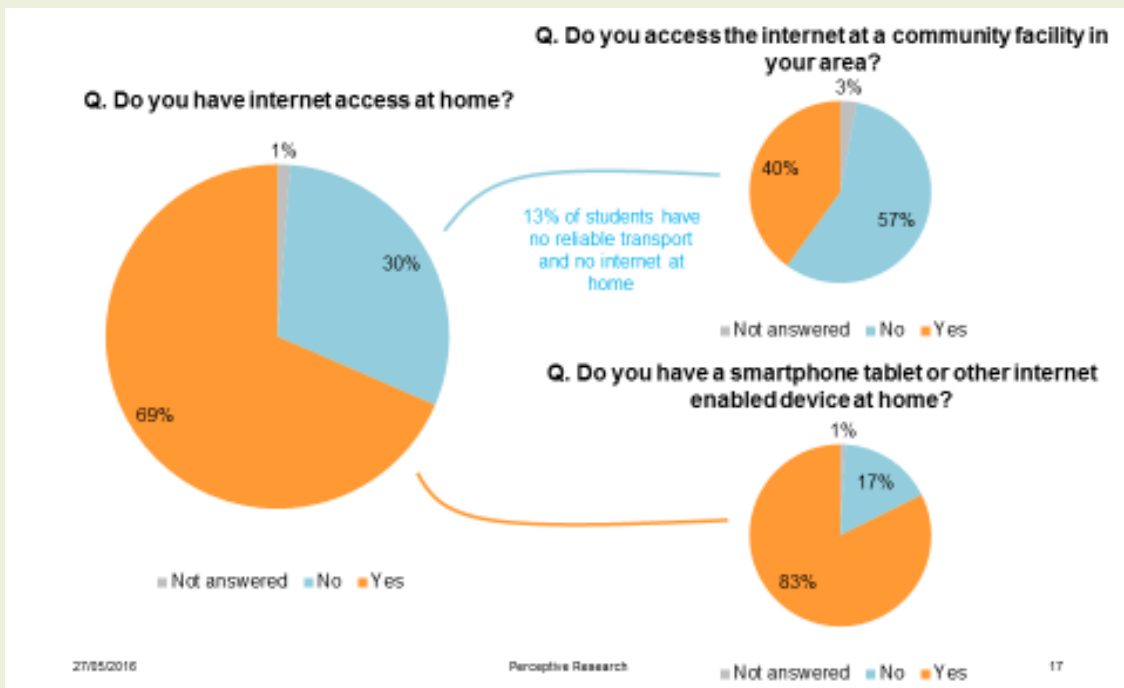 Q. Do you have internet access at home?
1%
30%
69%
Not answered No Yes
13% of students have
no reliable transport
and no internet at
home
Q. Do you access the internet at a community facility in
your area?
3%
40%
57%
Not answered No Yes
Q. Do you have a smartphone tablet or other internet
enabled device at home?
1%
17%
83%
Not answered No Yes
27/05/2016 Perceptive Research 17